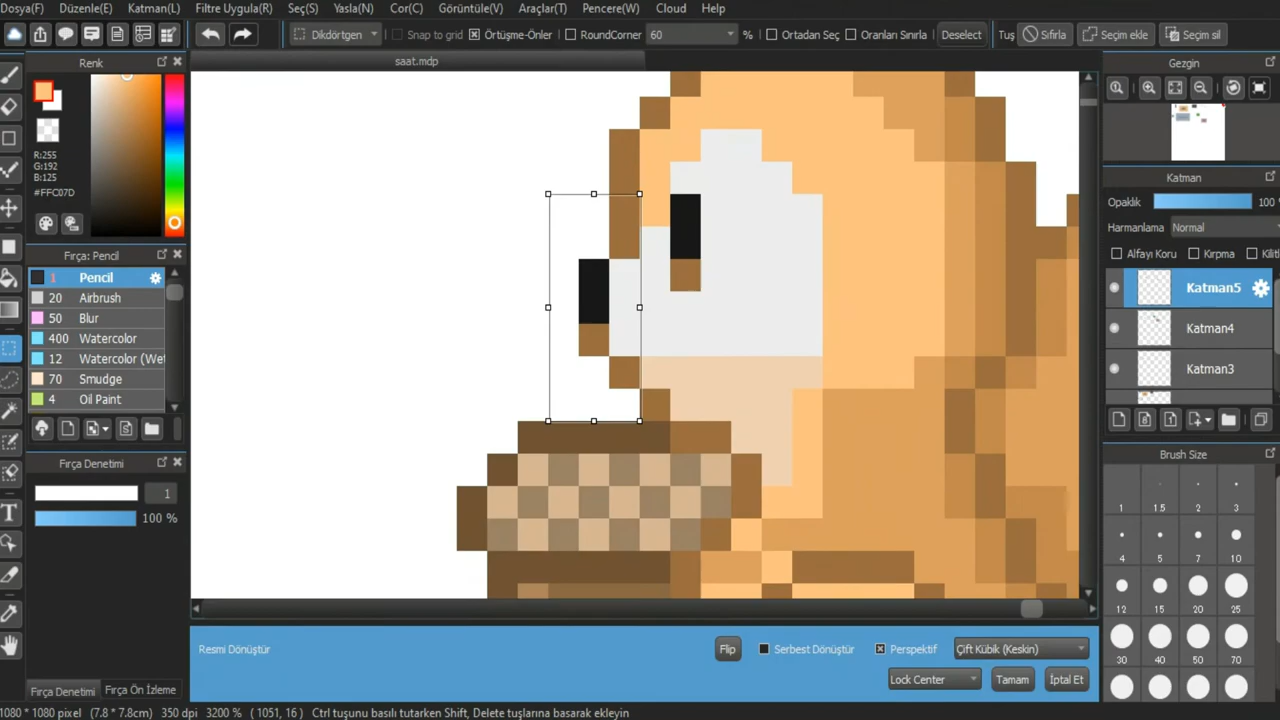 Dosya(F) Düzenle(E) Katman(L) Filtre Uygula(R) Seç(S) Yasla(N) Cor(C) Görüntüle(V) Araçlar(T) Pencere(W) Cloud Help
Dikdörtgen Snap to grid Örtüşme-Önler RoundCorner 60 % Ortadan Seç Oranları Sınırla Deselect Tuş Sıfırla Seçim ekle Seçim sil
saat.mdp
Renk
R:255
G:192
B:125
#FFC07D
Fırça: Pencil
1 Pencil
20 Airbrush
50 Blur
400 Watercolor
12 Watercolor (Wet
70 Smudge
4 Oil Paint
Fırça Denetimi
1
100 %
Fırça Denetimi Fırça Ön İzleme
Gezgin
Katman
Opaklık 100
Harmanlama Normal
Alfayı Koru Kırpma Kilitl
Katman5
Katman4
Katman3
Brush Size
1 1.5 2 3
4 5 7 10
12 15 20 25
30 40 50 70
Resmi Dönüştür Flip Serbest Dönüştür Perspektif Çift Kübik (Keskin)
Lock Center Tamam İptal Et
1080 * 1080 pixel (7.8 * 7.8cm) 350 dpi 3200 % ( 1051, 16 ) Ctrl tuşunu basılı tutarken Shift, Delete tuşlarına basarak ekleyin